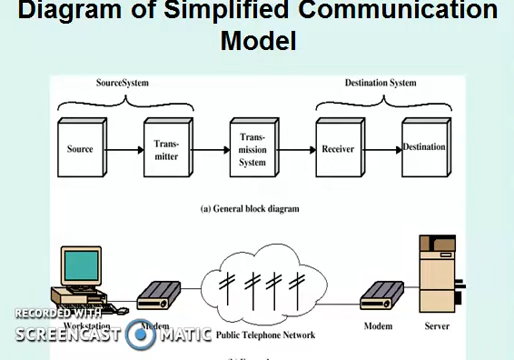 Diagram of Simplified Communication
Model
SourceSystem
Destination System
Source
Trans-
mitter
Trans-
mission
System
Receiver
Destination
(a) General block diagram
Workstation
Modem
Public Telephone Network
Modem
Server
RECORDED WITH
SCREENCAST MATIC